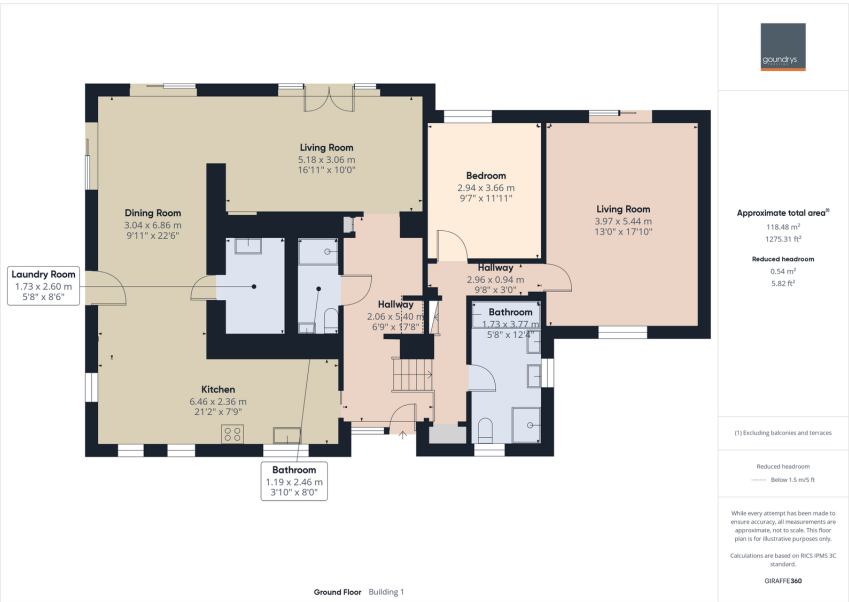 Living Room
5.18 x 3.06 m
16'11" x 10'0"
Bedroom
2.94 x 3.66 m
9'7" x 11'11"
Living Room
3.97 x 5.44 m
13'0" x 17'10"
Dining Room
3.04 x 6.86 m
9'11" x 22'6"
Laundry Room
1.73 x 2.60 m
5'8" x 8'6"
Hallway
2.96 x 0.94 m
9'8" x 3'0"
Hallway
2.06 x 5.40 m
6'9" x 17'8"
Bathroom
1.73 x 3.77 m
5'8" x 12'4"
Kitchen
6.46 x 2.36 m
21'2" x 7'9"
Bathroom
1.19 x 2.46 m
3'10" x 8'0"
Ground Floor Building 1
goundrys
Approximate total area⁽¹⁾
118.48 m²
1275.31 ft²
Reduced headroom
0.54 m²
5.82 ft²
(1) Excluding balconies and terraces
Reduced headroom
Below 1.5 m/5 ft
While every attempt has been made to
ensure accuracy, all measurements are
approximate, not to scale. This floor
plan is for illustrative purposes only.
Calculations are based on RICS IPMS 3C
standard.
GIRAFFE360